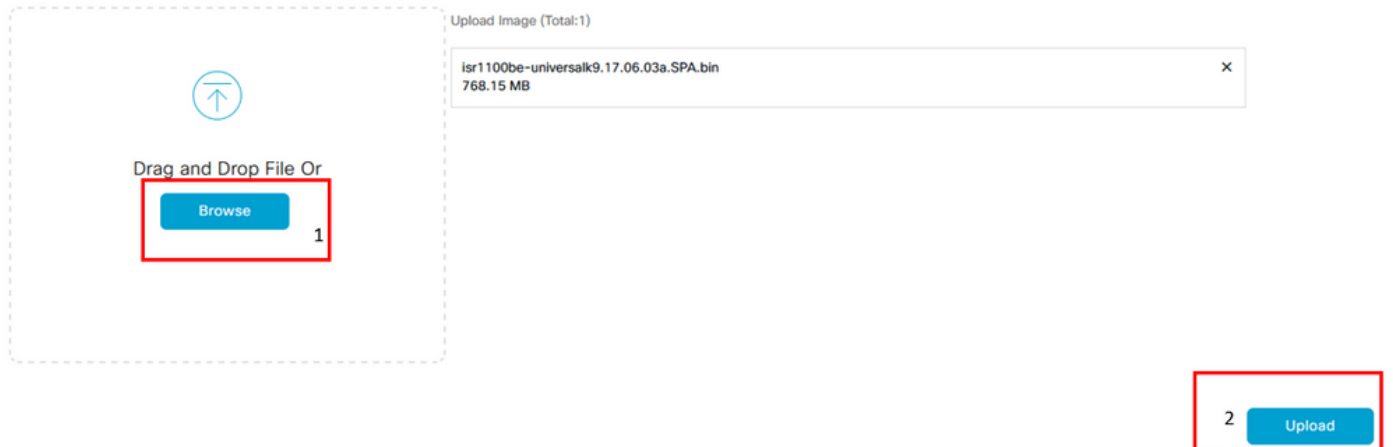 Upload Image (Total:1)
isr1100be-universalk9.17.06.03a.SPA.bin
768.15 MB
Drag and Drop File Or
Browse
1
2
Upload